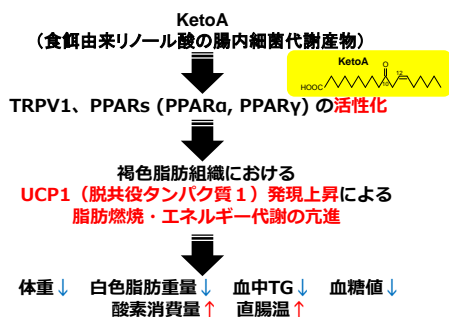 KetoA
（食餌由来リノール酸の腸内細菌代謝産物）
KetoA
O
HOOC
10
12
TRPV1、PPARs (PPARα, PPARγ) の活性化
褐色脂肪組織における
UCP1（脱共役タンパク質１）発現上昇による
脂肪燃焼・エネルギー代謝の亢進
体重↓ 白色脂肪重量↓ 血中TG↓ 血糖値↓
酸素消費量↑ 直腸温↑